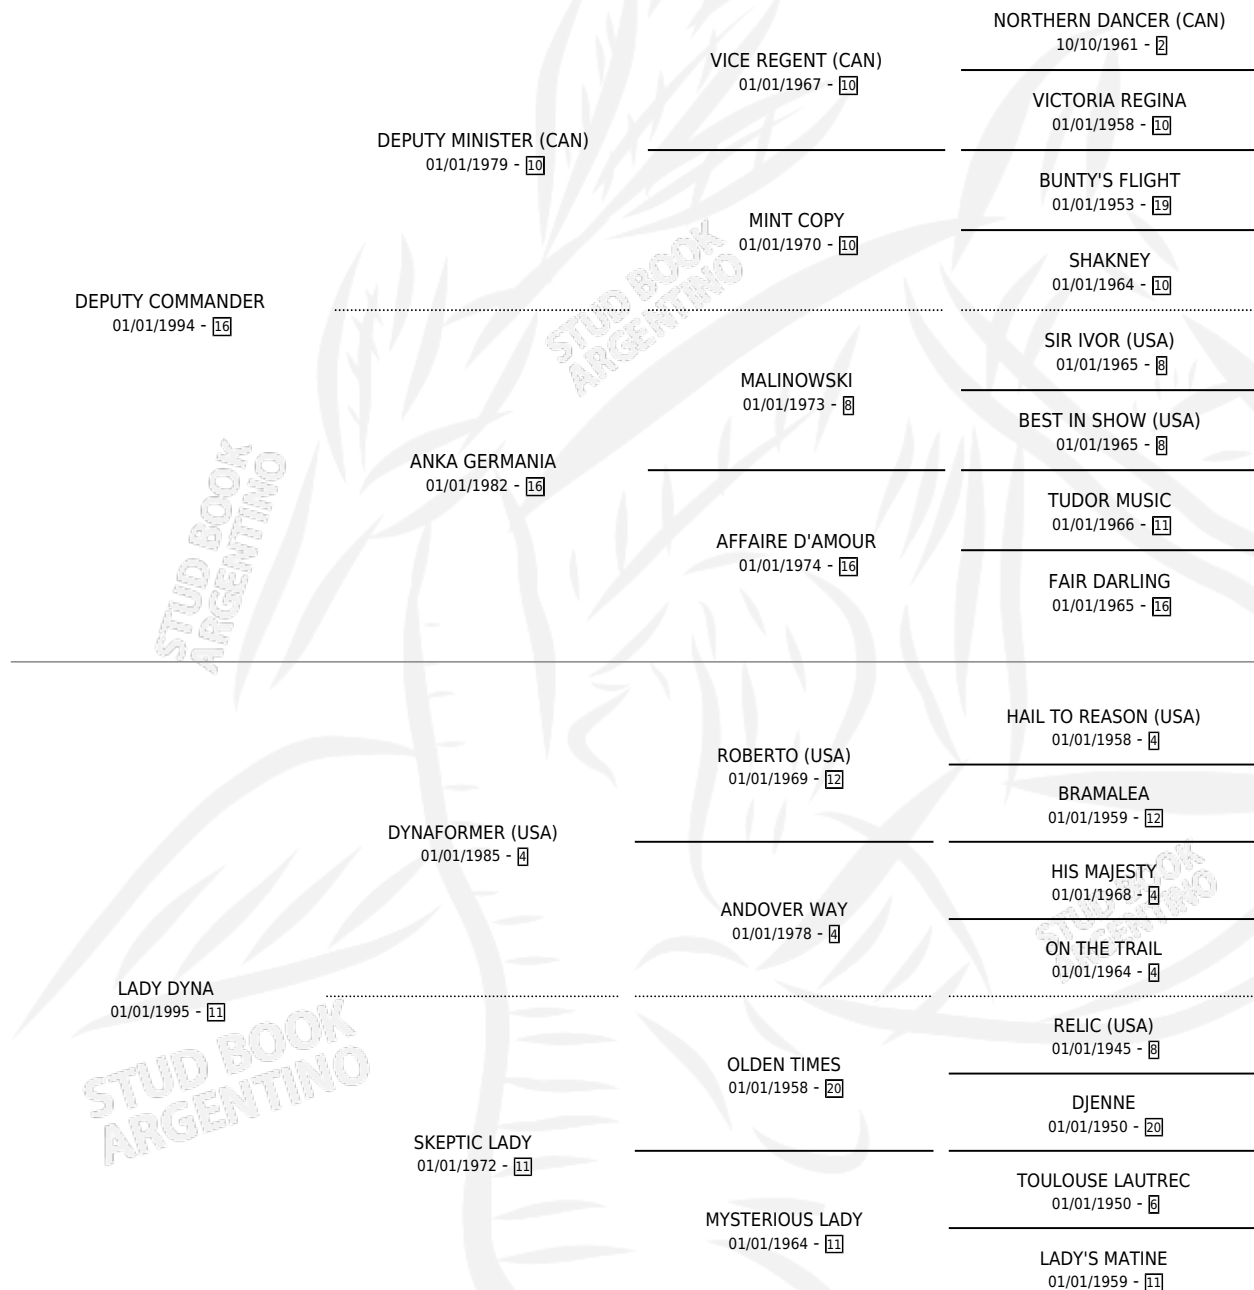 NORTHERN DANCER (CAN)
10/10/1961 - 2
VICE REGENT (CAN)
01/01/1967 - 10
VICTORIA REGINA
01/01/1958 - 10
DEPUTY MINISTER (CAN)
01/01/1979 - 10
BUNTY'S FLIGHT
01/01/1953 - 19
MINT COPY
01/01/1970 - 10
SHAKNEY
01/01/1964 - 10
DEPUTY COMMANDER
01/01/1994 - 16
SIR IVOR (USA)
01/01/1965 - 8
MALINOWSKI
01/01/1973 - 8
BEST IN SHOW (USA)
01/01/1965 - 8
ANKA GERMANIA
01/01/1982 - 16
TUDOR MUSIC
01/01/1966 - 11
AFFAIRE D'AMOUR
01/01/1974 - 16
FAIR DARLING
01/01/1965 - 16
HAIL TO REASON (USA)
01/01/1958 - 4
ROBERTO (USA)
01/01/1969 - 12
BRAMALEA
01/01/1959 - 12
DYNAFORMER (USA)
01/01/1985 - 4
HIS MAJESTY
01/01/1968 - 4
ANDOVER WAY
01/01/1978 - 4
ON THE TRAIL
01/01/1964 - 4
LADY DYNA
01/01/1995 - 11
RELIC (USA)
01/01/1945 - 8
OLDEN TIMES
01/01/1958 - 20
DJENNE
01/01/1950 - 20
SKEPTIC LADY
01/01/1972 - 11
TOULOUSE LAUTREC
01/01/1950 - 6
MYSTERIOUS LADY
01/01/1964 - 11
LADY'S MATINE
01/01/1959 - 11
STUD BOOK
ARGENTINO
STUD BOOK
ARGENTINO
STUD BOOK
ARGENTINO
STUD BOOK
ARGENTINO